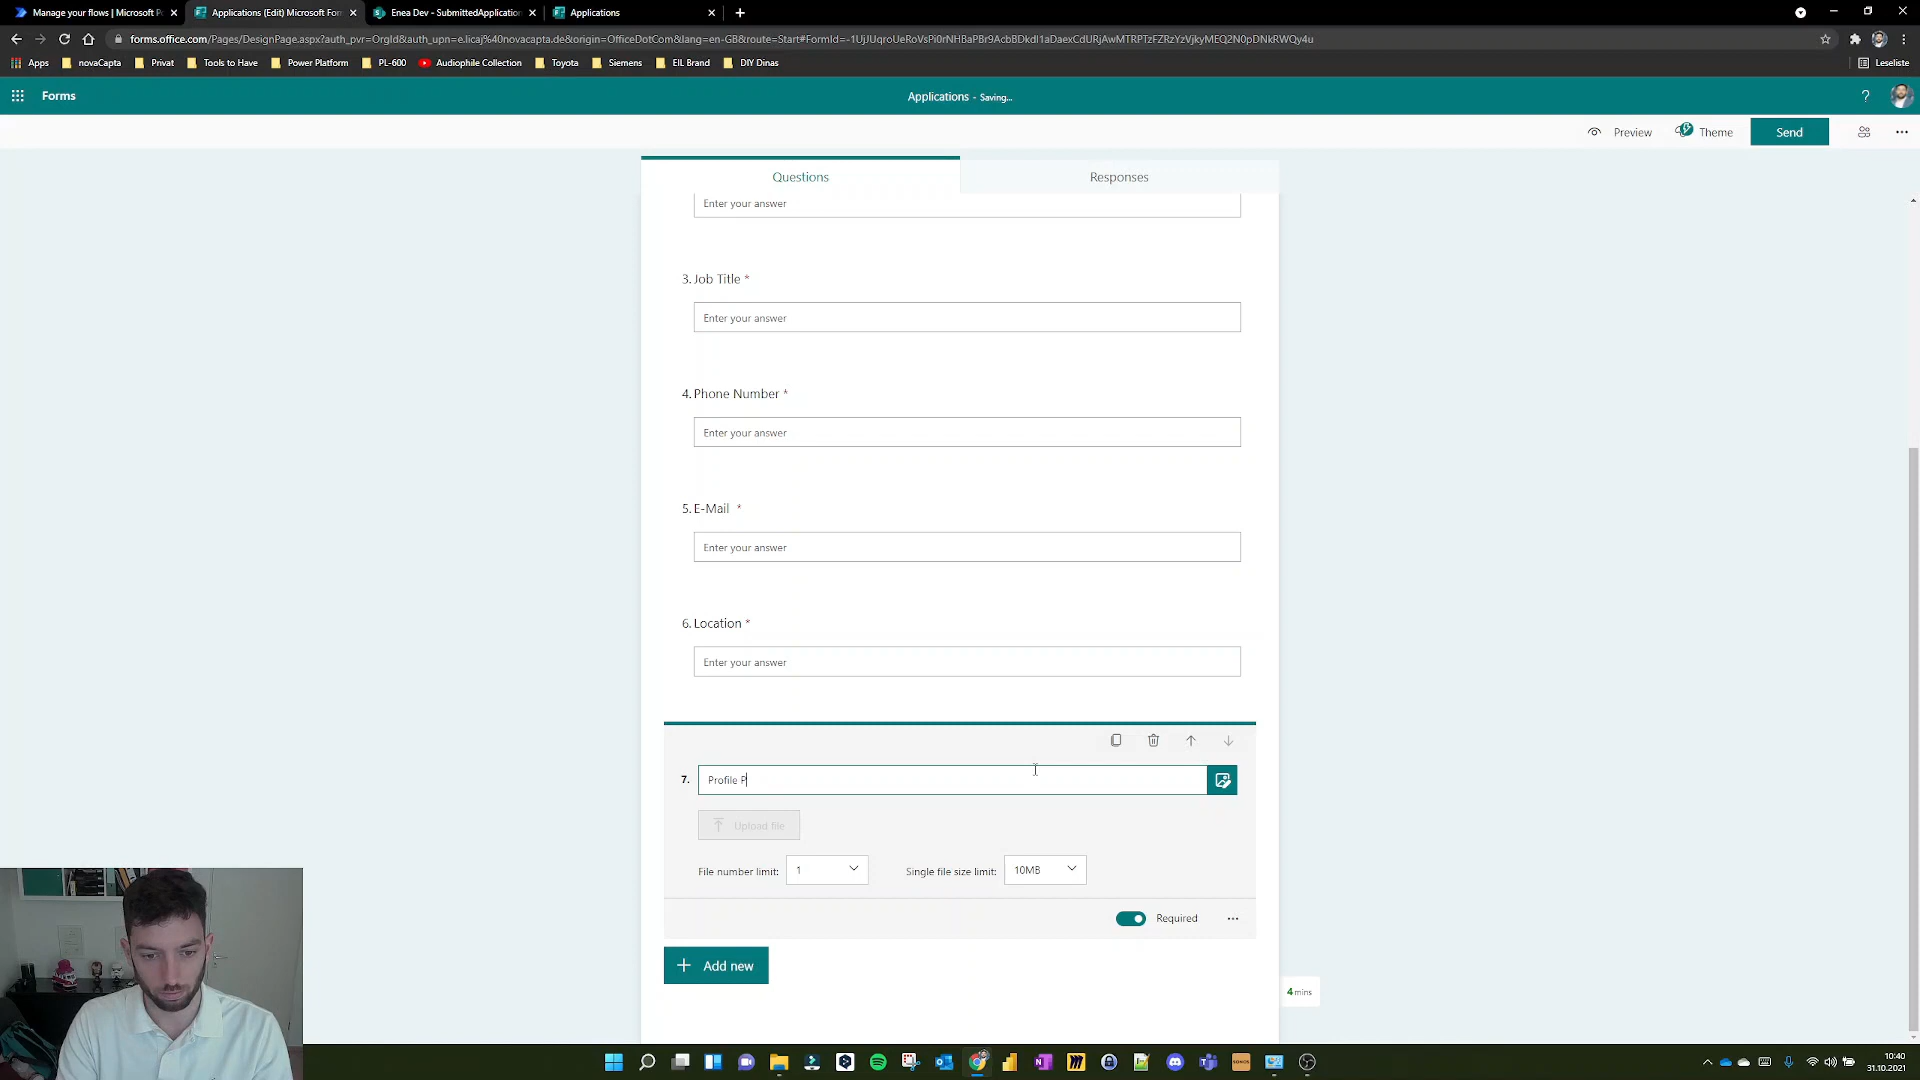 Manage your flows | Microsoft Po
Applications (Edit) Microsoft For
Enea Dev - SubmittedApplication
Applications
forms.office.com/Pages/DesignPage.aspx?auth_pvr=OrgId&auth_upn=e.licaj%40novacapta.de&origin=OfficeDotCom&lang=en-GB&route=Start#FormId=-1UjJUqroUeRoVsPi0rNHBaPBr9AcbBDkdI1aDaexCdURjAwMTRPTzFZRzYzVjkyMEQ2N0pDNkRWQy4u
Apps
novaCapta
Privat
Tools to Have
Power Platform
PL-600
Audiophile Collection
Toyota
Siemens
EIL Brand
DIY Dinas
Leseliste
Forms
Applications - Saving...
?
Preview
Theme
Send
Questions
Responses
Enter your answer
3. Job Title *
Enter your answer
4. Phone Number *
Enter your answer
5. E-Mail *
Enter your answer
6. Location *
Enter your answer
7. Profile P
Upload file
File number limit: 1
Single file size limit: 10MB
Required
Add new
4 mins
10:40
31.10.2021